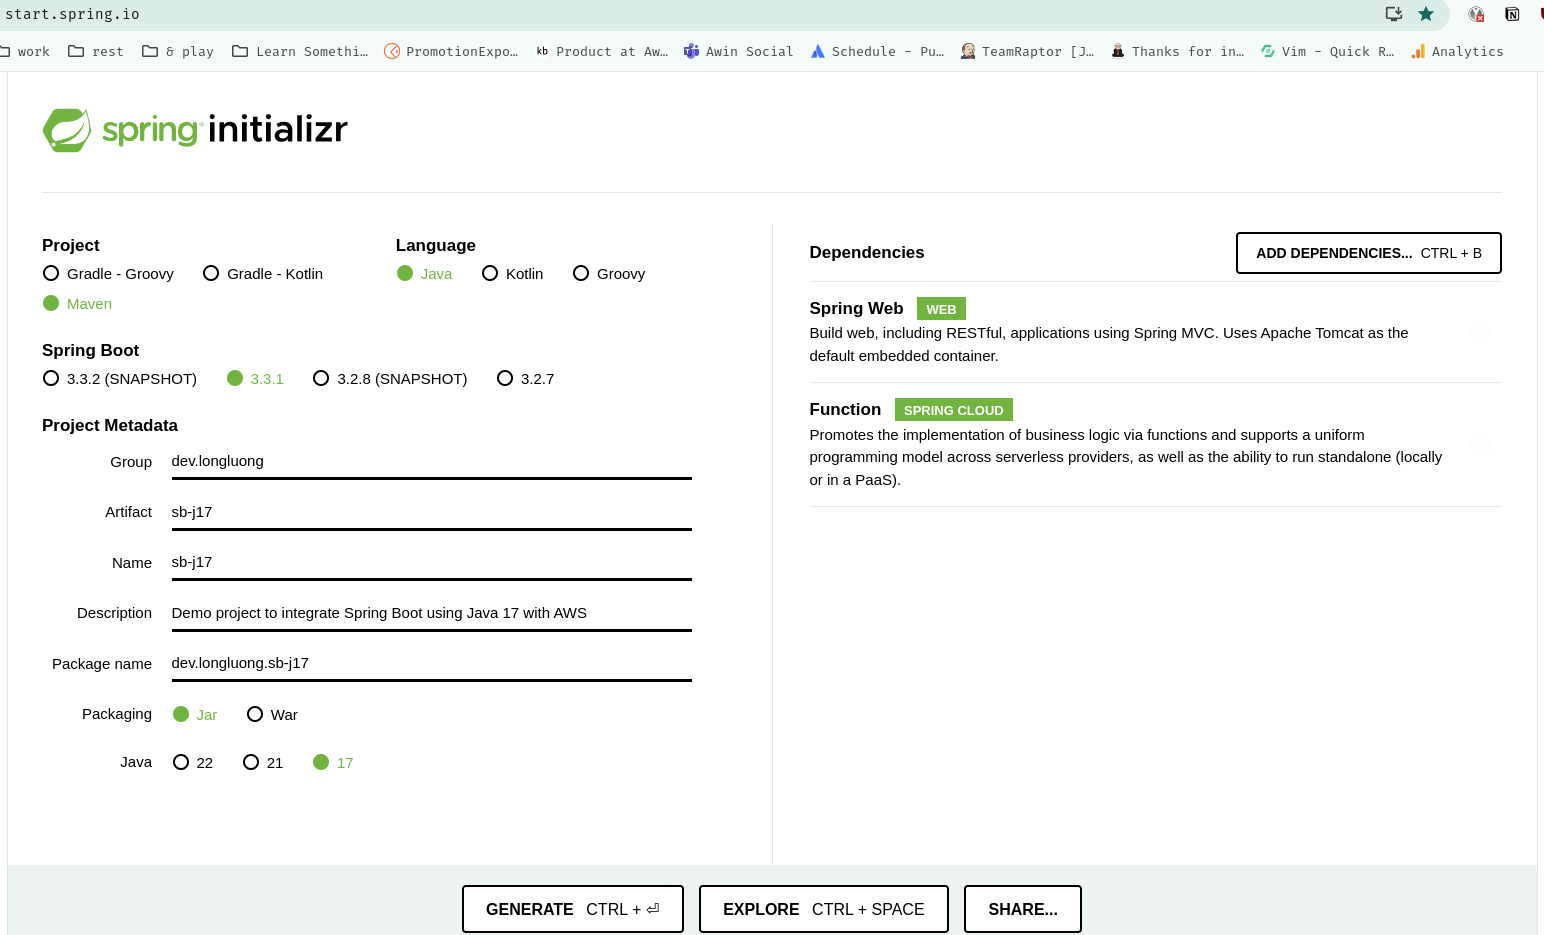 start.spring.io
work rest & play Learn Somethi… PromotionExpo… kb Product at Aw… Awin Social Schedule - Pu… TeamRaptor [J… Thanks for in… Vim - Quick R… Analytics
spring initializr
Project
Gradle - Groovy Gradle - Kotlin
Maven
Language
Java Kotlin Groovy
Spring Boot
3.3.2 (SNAPSHOT) 3.3.1 3.2.8 (SNAPSHOT) 3.2.7
Project Metadata
Group dev.longluong
Artifact sb-j17
Name sb-j17
Description Demo project to integrate Spring Boot using Java 17 with AWS
Package name dev.longluong.sb-j17
Packaging Jar War
Java 22 21 17
Dependencies ADD DEPENDENCIES... CTRL + B
Spring Web WEB
Build web, including RESTful, applications using Spring MVC. Uses Apache Tomcat as the
default embedded container.
Function SPRING CLOUD
Promotes the implementation of business logic via functions and supports a uniform
programming model across serverless providers, as well as the ability to run standalone (locally
or in a PaaS).
GENERATE CTRL + ⏎ EXPLORE CTRL + SPACE SHARE...